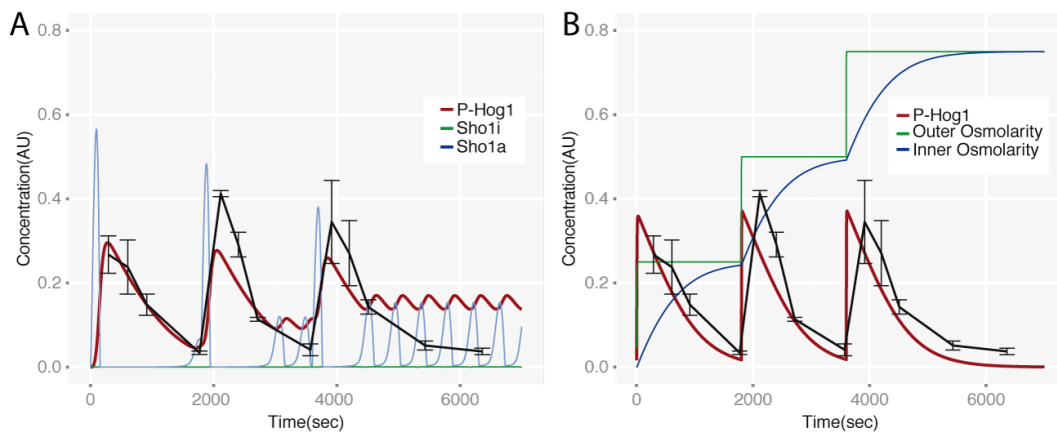 A
Concentration(AU)
0.8
0.6
0.4
0.2
0.0
P-Hog1
Sho1i
Sho1a
0
2000
4000
6000
Time(sec)
B
Concentration(AU)
0.8
0.6
0.4
0.2
0.0
P-Hog1
Outer Osmolarity
Inner Osmolarity
0
2000
4000
6000
Time(sec)